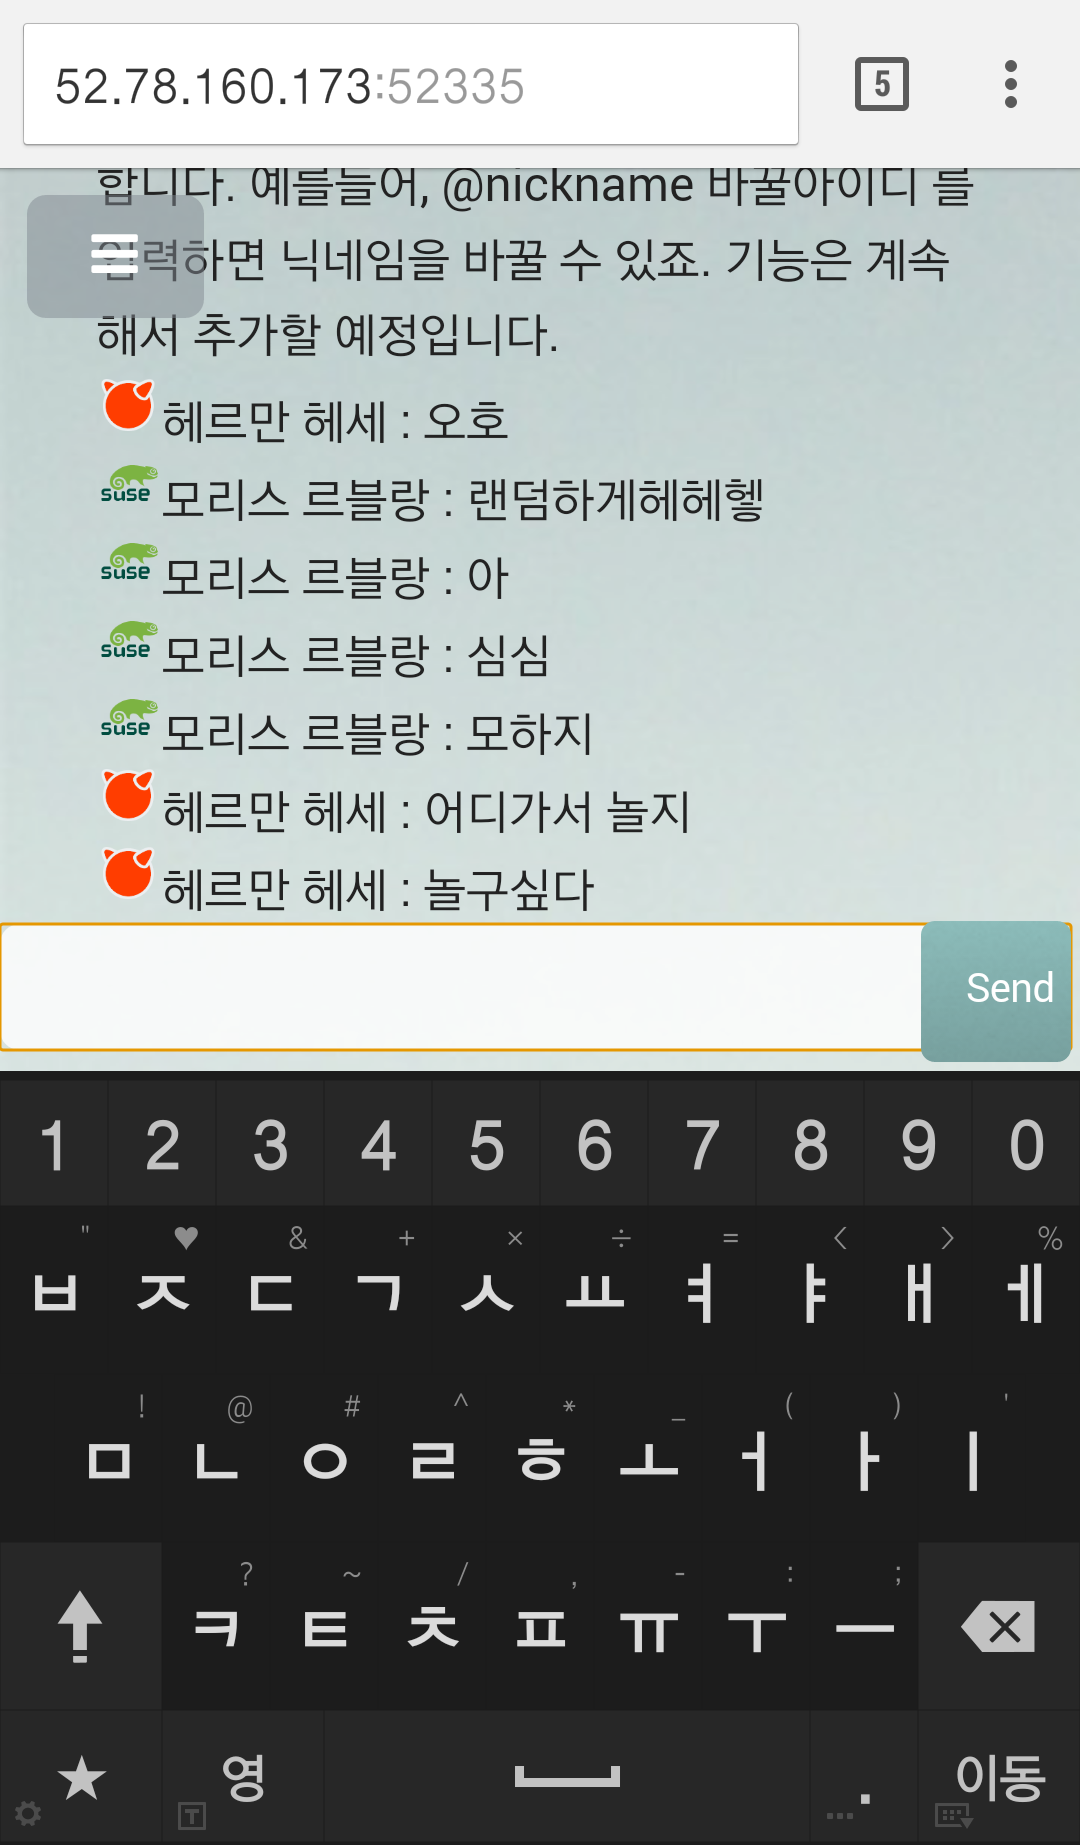 52.78.160.173:52335
5
합니다. 예를들어, @nickname 바꿀아이디 를
입력하면 닉네임을 바꿀 수 있죠. 기능은 계속
해서 추가할 예정입니다.
헤르만 헤세 : 오호
suse 모리스 르블랑 : 랜덤하게헤헤헿
suse 모리스 르블랑 : 아
suse 모리스 르블랑 : 심심
suse 모리스 르블랑 : 모하지
헤르만 헤세 : 어디가서 놀지
헤르만 헤세 : 놀구싶다
Send
1 2 3 4 5 6 7 8 9 0
" ♥ & + × ÷ = < > %
ㅂ ㅈ ㄷ ㄱ ㅅ ㅛ ㅕ ㅑ ㅐ ㅔ
! @ # ^ * _ ( ) '
ㅁ ㄴ ㅇ ㄹ ㅎ ㅗ ㅓ ㅏ ㅣ
? ~ / , - : ;
ㅋ ㅌ ㅊ ㅍ ㅠ ㅜ ㅡ
★ 영 . 이동
T ...